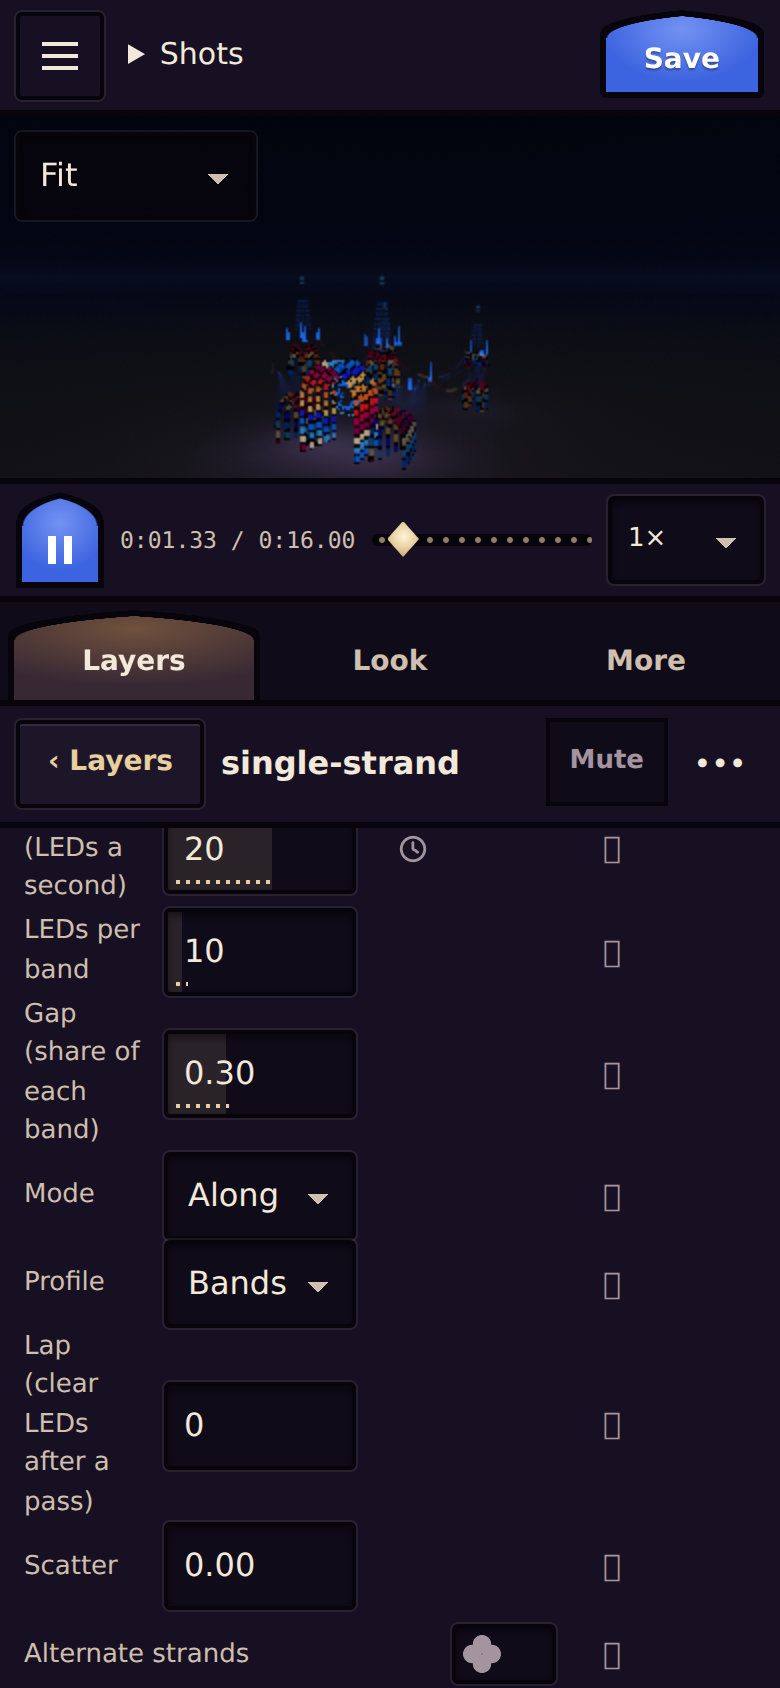 Shots
Save
Fit
0:01.33 / 0:16.00
1×
Layers
Look
More
‹ Layers
single-strand
Mute
(LEDs a
second)
20
LEDs per
band
10
Gap
(share of
each
band)
0.30
Mode
Along
Profile
Bands
Lap
(clear
LEDs
after a
pass)
0
Scatter
0.00
Alternate strands